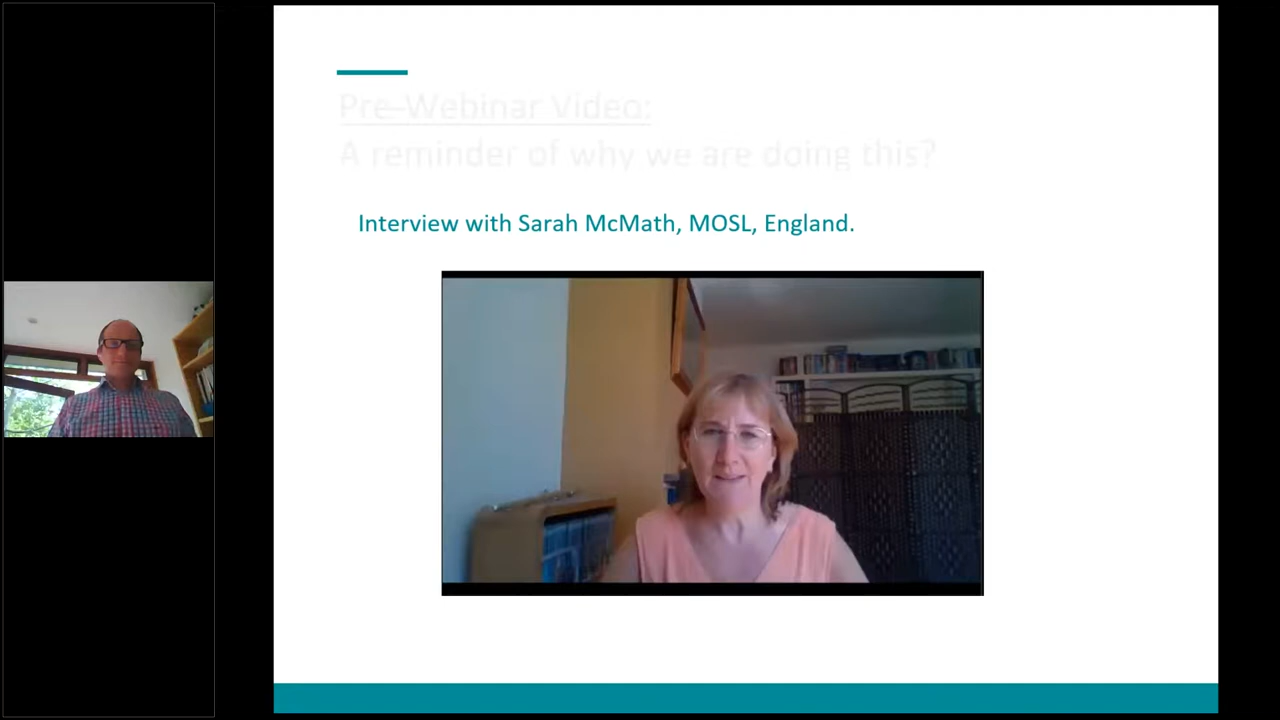 Pre-Webinar Video:
A reminder of why we are doing this?
Interview with Sarah McMath, MOSL, England.